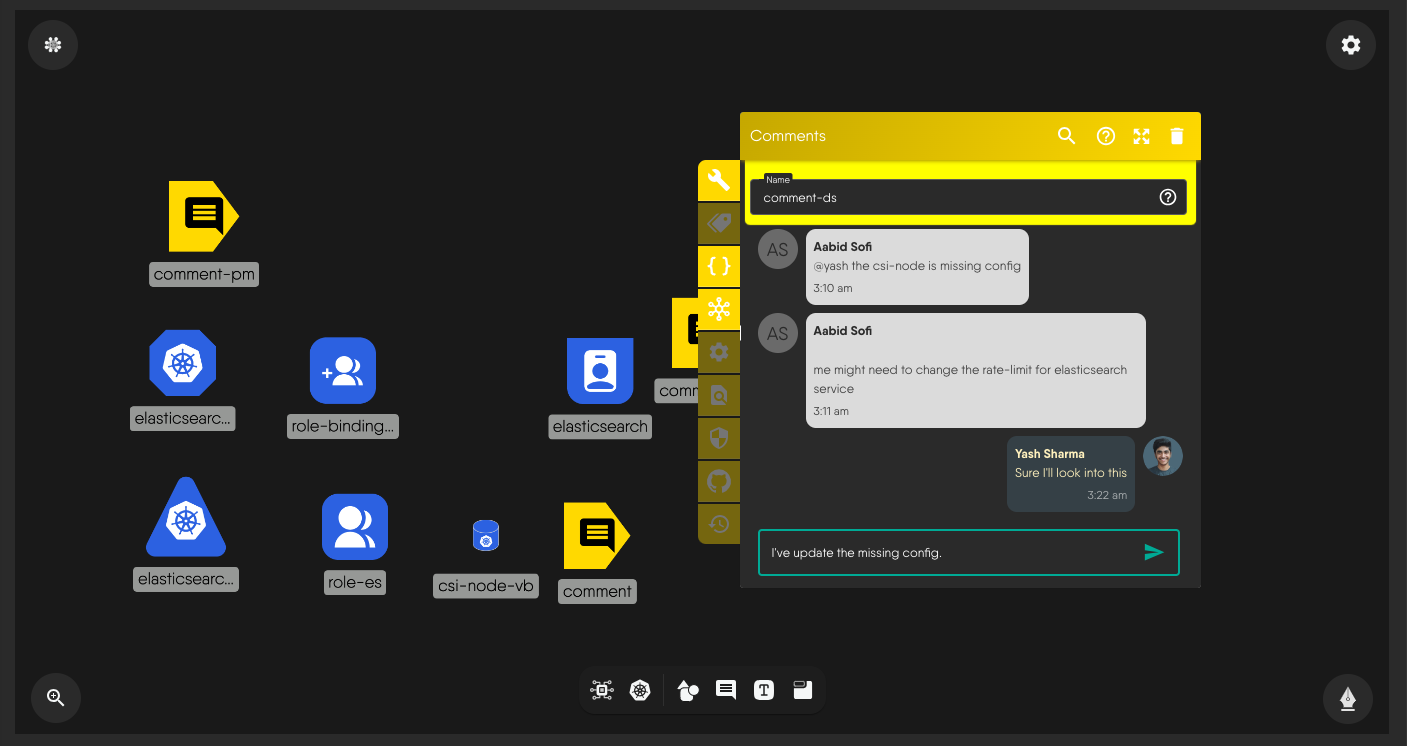 Comments
Name
comment-ds
AS
Aabid Sofi
@yash the csi-node is missing config
3:10 am
AS
Aabid Sofi
me might need to change the rate-limit for elasticsearch
service
3:11 am
Yash Sharma
Sure I'll look into this
3:22 am
I've update the missing config.
comment-pm
elasticsearc...
role-binding...
elasticsearch
comm
elasticsearc...
role-es
csi-node-vb
comment
{ }
T